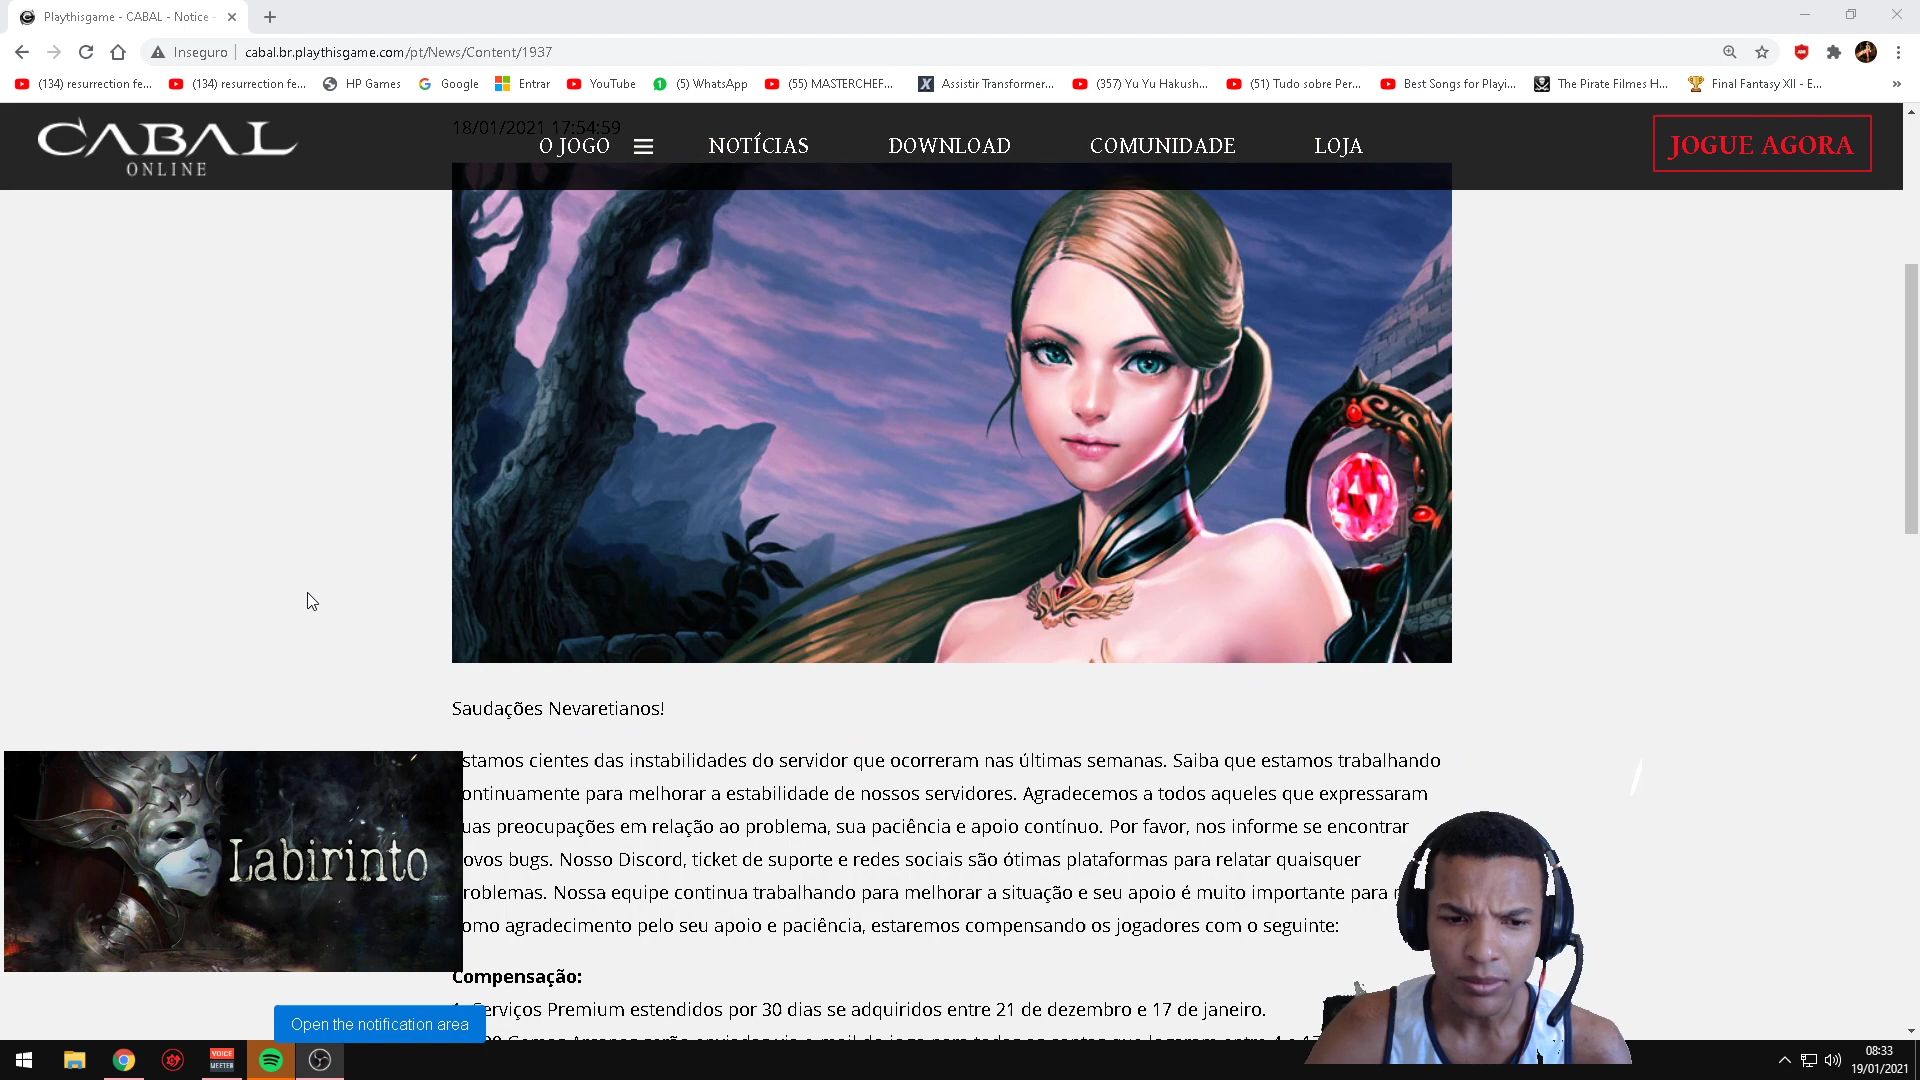 Playthisgame - CABAL - Notice -
Inseguro
cabal.br.playthisgame.com/pt/News/Content/1937
(134) resurrection fe...
(134) resurrection fe...
HP Games
Google
Entrar
YouTube
(5) WhatsApp
(55) MASTERCHEF...
Assistir Transformer...
(357) Yu Yu Hakush...
(51) Tudo sobre Per...
Best Songs for Playi...
The Pirate Filmes H...
Final Fantasy XII - E...
»
18/01/2021 17:54:59
CABAL
ONLINE
O JOGO
NOTÍCIAS
DOWNLOAD
COMUNIDADE
LOJA
JOGUE AGORA
Saudações Nevaretianos!
stamos cientes das instabilidades do servidor que ocorreram nas últimas semanas. Saiba que estamos trabalhando
ontinuamente para melhorar a estabilidade de nossos servidores. Agradecemos a todos aqueles que expressaram
uas preocupações em relação ao problema, sua paciência e apoio contínuo. Por favor, nos informe se encontrar
ovos bugs. Nosso Discord, ticket de suporte e redes sociais são ótimas plataformas para relatar quaisquer
roblemas. Nossa equipe continua trabalhando para melhorar a situação e seu apoio é muito importante para
omo agradecimento pelo seu apoio e paciência, estaremos compensando os jogadores com o seguinte:
Labirinto
Compensação:
Serviços Premium estendidos por 30 dias se adquiridos entre 21 de dezembro e 17 de janeiro.
Open the notification area
VOICE
MEETER
08:33
19/01/2021